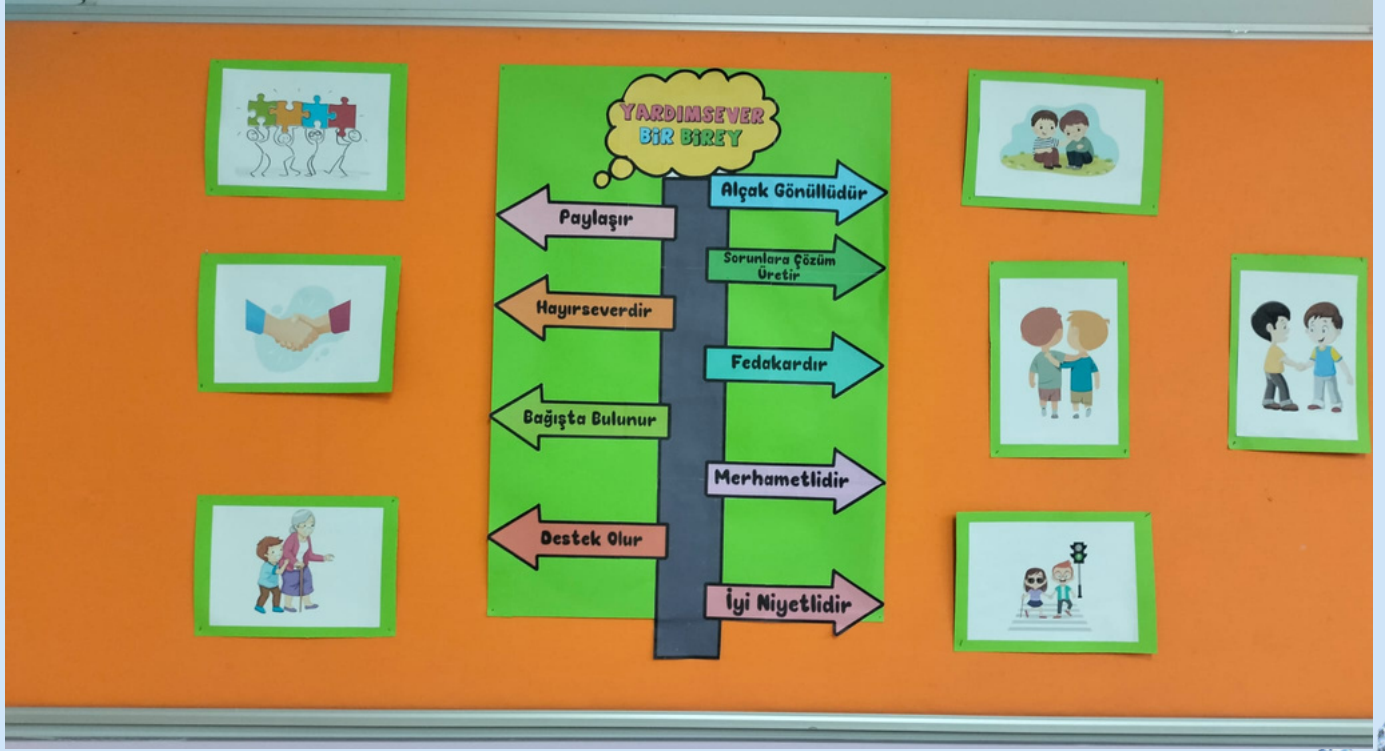 YARDIMSEVER
BİR BİREY
Alçak Gönüllüdür
Paylaşır
Sorunlara Çözüm
Üretir
Hayırseverdir
Fedakardır
Bağışta Bulunur
Merhametlidir
Destek Olur
İyi Niyetlidir